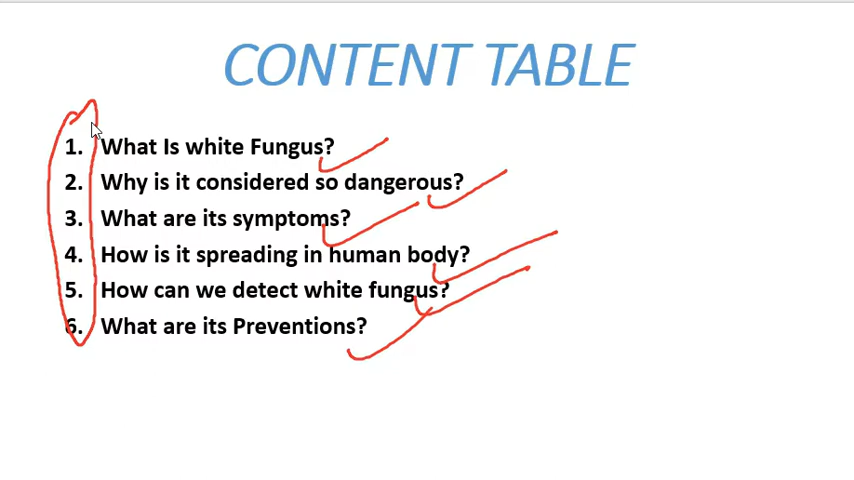 CONTENT TABLE
1. What Is white Fungus?
2. Why is it considered so dangerous?
3. What are its symptoms?
4. How is it spreading in human body?
5. How can we detect white fungus?
6. What are its Preventions?